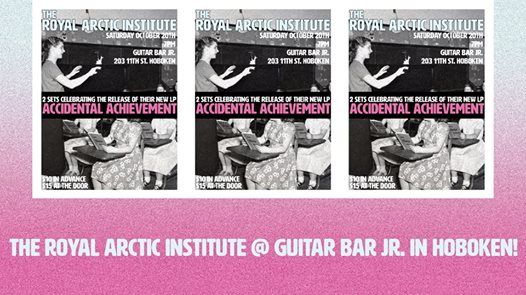 THE
ROYAL ARCTIC INSTITUTE
SATURDAY OCTOBER 20TH
7PM
GUITAR BAR JR.
203 11TH ST. HOBOKEN
2 SETS CELEBRATING THE RELEASE OF THEIR NEW LP
ACCIDENTAL ACHIEVEMENT
$10 IN ADVANCE
$15 AT THE DOOR
THE
ROYAL ARCTIC INSTITUTE
SATURDAY OCTOBER 20TH
7PM
GUITAR BAR JR.
203 11TH ST. HOBOKEN
2 SETS CELEBRATING THE RELEASE OF THEIR NEW LP
ACCIDENTAL ACHIEVEMENT
$10 IN ADVANCE
$15 AT THE DOOR
THE
ROYAL ARCTIC INSTITUTE
SATURDAY OCTOBER 20TH
7PM
GUITAR BAR JR.
203 11TH ST. HOBOKEN
2 SETS CELEBRATING THE RELEASE OF THEIR NEW LP
ACCIDENTAL ACHIEVEMENT
$10 IN ADVANCE
$15 AT THE DOOR
THE ROYAL ARCTIC INSTITUTE @ GUITAR BAR JR. IN HOBOKEN!